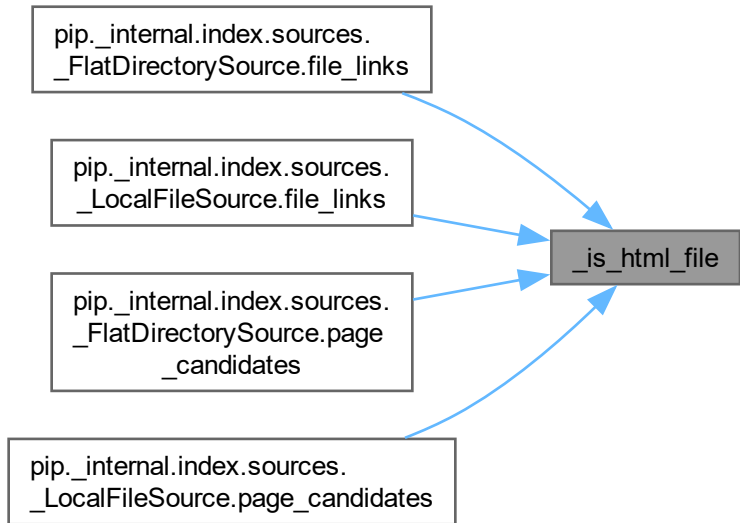 pip._internal.index.sources.
_FlatDirectorySource.file_links
pip._internal.index.sources.
_LocalFileSource.file_links
_is_html_file
pip._internal.index.sources.
_FlatDirectorySource.page
_candidates
pip._internal.index.sources.
_LocalFileSource.page_candidates